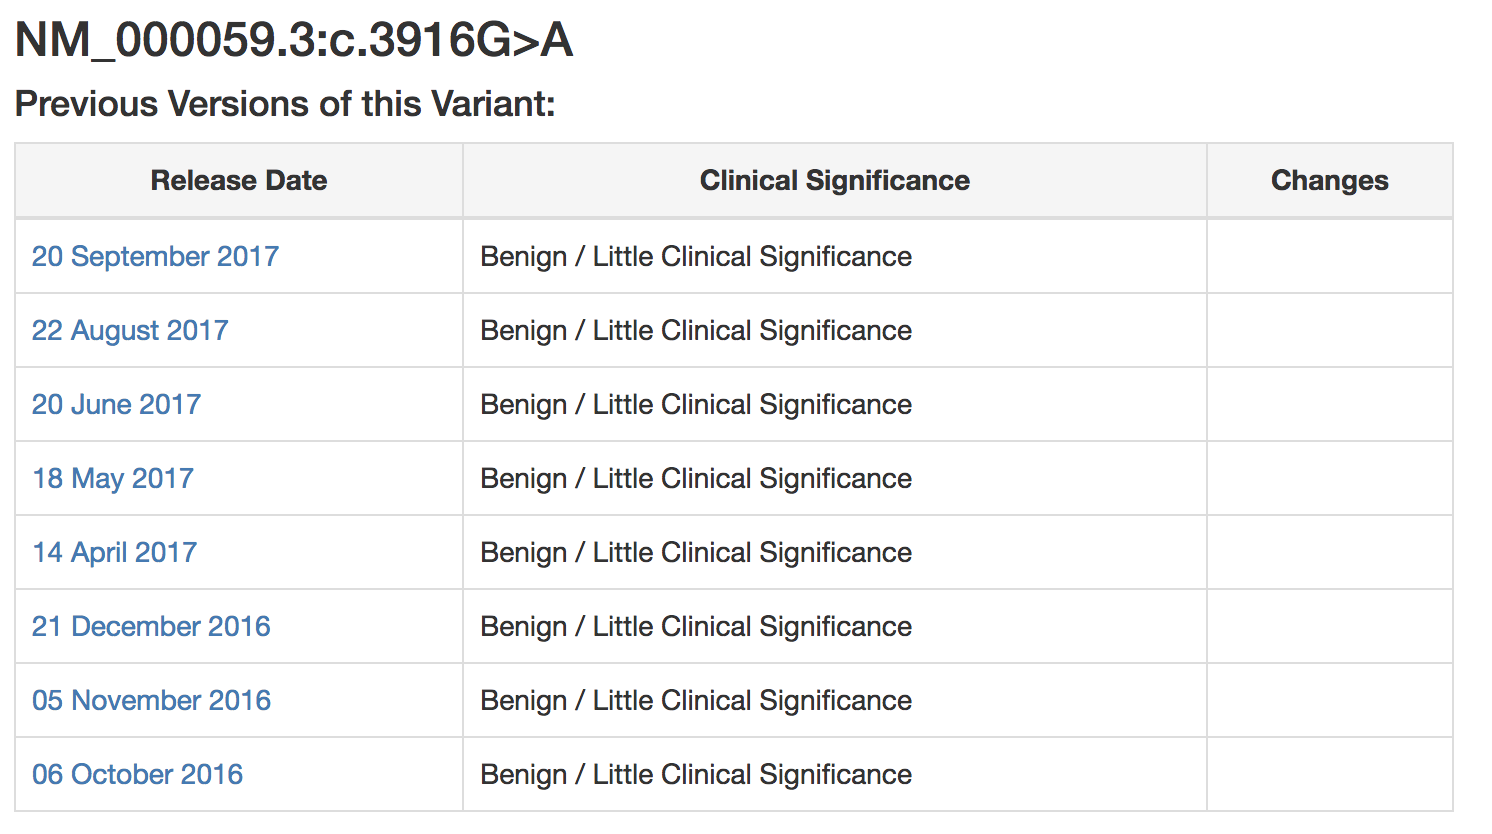 NM_000059.3:c.3916G>A
Previous Versions of this Variant:
Release Date Clinical Significance Changes
20 September 2017 Benign / Little Clinical Significance
22 August 2017 Benign / Little Clinical Significance
20 June 2017 Benign / Little Clinical Significance
18 May 2017 Benign / Little Clinical Significance
14 April 2017 Benign / Little Clinical Significance
21 December 2016 Benign / Little Clinical Significance
05 November 2016 Benign / Little Clinical Significance
06 October 2016 Benign / Little Clinical Significance